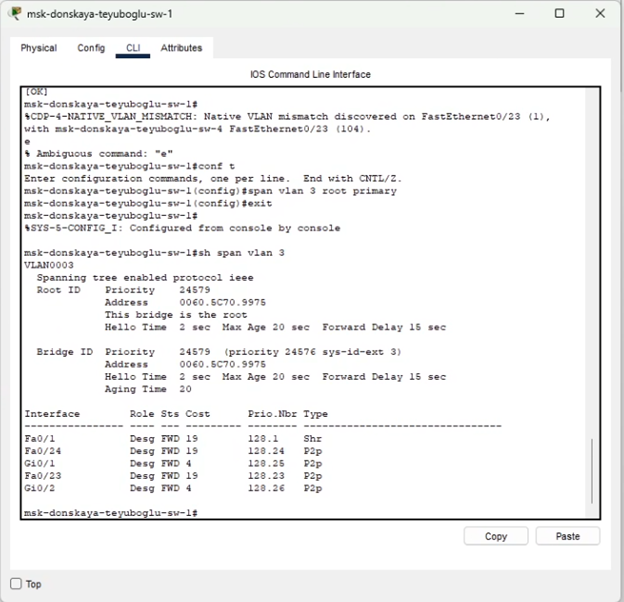 msk-donskaya-teyuboglu-sw-1
Physical Config CLI Attributes
IOS Command Line Interface
[OK]
msk-donskaya-teyuboglu-sw-1#
%CDP-4-NATIVE_VLAN_MISMATCH: Native VLAN mismatch discovered on FastEthernet0/23 (1),
with msk-donskaya-teyuboglu-sw-4 FastEthernet0/23 (104).
e
% Ambiguous command: "e"
msk-donskaya-teyuboglu-sw-1#conf t
Enter configuration commands, one per line. End with CNTL/Z.
msk-donskaya-teyuboglu-sw-1(config)#span vlan 3 root primary
msk-donskaya-teyuboglu-sw-1(config)#exit
msk-donskaya-teyuboglu-sw-1#
%SYS-5-CONFIG_I: Configured from console by console
msk-donskaya-teyuboglu-sw-1#sh span vlan 3
VLAN0003
Spanning tree enabled protocol ieee
Root ID Priority 24579
Address 0060.5C70.9975
This bridge is the root
Hello Time 2 sec Max Age 20 sec Forward Delay 15 sec
Bridge ID Priority 24579 (priority 24576 sys-id-ext 3)
Address 0060.5C70.9975
Hello Time 2 sec Max Age 20 sec Forward Delay 15 sec
Aging Time 20
Interface Role Sts Cost Prio.Nbr Type
---------------- ---- --- --------- -------- --------------------------------
Fa0/1 Desg FWD 19 128.1 Shr
Fa0/24 Desg FWD 19 128.24 P2p
Gi0/1 Desg FWD 4 128.25 P2p
Fa0/23 Desg FWD 19 128.23 P2p
Gi0/2 Desg FWD 4 128.26 P2p
msk-donskaya-teyuboglu-sw-1#
Copy Paste
Top